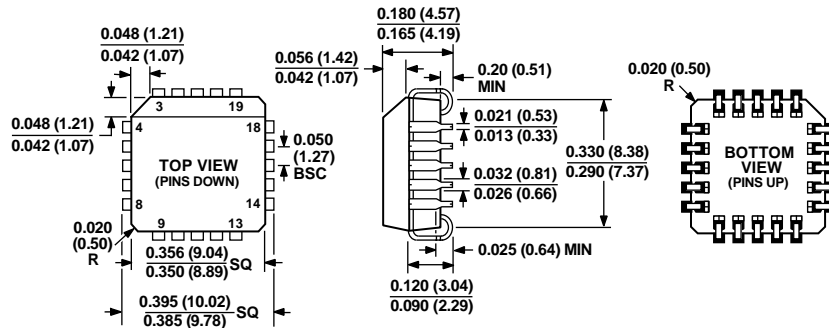 0.048 (1.21)
0.042 (1.07)
0.048 (1.21)
0.042 (1.07)
3
19
4
18
TOP VIEW
(PINS DOWN)
8
14
9
13
0.050
(1.27)
BSC
0.020
(0.50)
R
0.356 (9.04)
0.350 (8.89)
SQ
0.395 (10.02)
0.385 (9.78)
SQ
0.180 (4.57)
0.165 (4.19)
0.056 (1.42)
0.042 (1.07)
0.20 (0.51)
MIN
0.021 (0.53)
0.013 (0.33)
0.032 (0.81)
0.026 (0.66)
0.330 (8.38)
0.290 (7.37)
0.025 (0.64) MIN
0.120 (3.04)
0.090 (2.29)
0.020 (0.50)
R
BOTTOM
VIEW
(PINS UP)